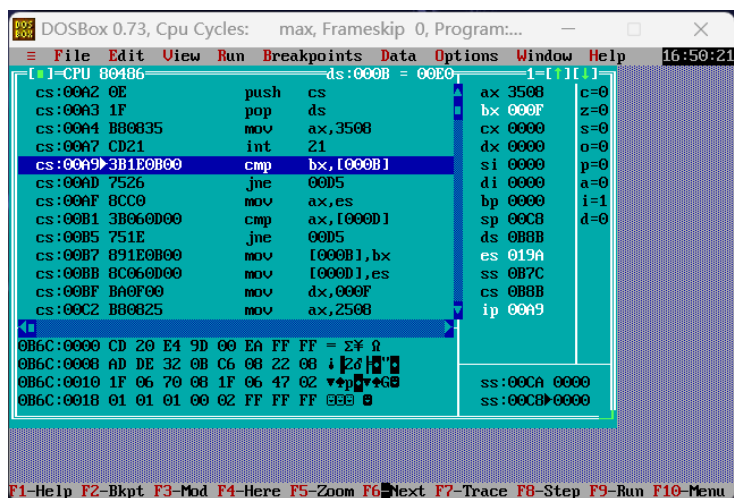 DOSBox 0.73, Cpu Cycles: max, Frameskip 0, Program:...
≡ File Edit View Run Breakpoints Data Options Window Help 16:50:21
[■]=CPU 80486 ds:000B = 00E0 1=[↑][↓]
cs:00A2 0E push cs ax 3508 c=0
cs:00A3 1F pop ds bx 000F z=0
cs:00A4 B80835 mov ax,3508 cx 0000 s=0
cs:00A7 CD21 int 21 dx 0000 o=0
cs:00A9►3B1E0B00 cmp bx,[000B] si 0000 p=0
cs:00AD 7526 jne 00D5 di 0000 a=0
cs:00AF 8CC0 mov ax,es bp 0000 i=1
cs:00B1 3B060D00 cmp ax,[000D] sp 00C8 d=0
cs:00B5 751E jne 00D5 ds 0B8B
cs:00B7 891E0B00 mov [000B],bx es 019A
cs:00BB 8C060D00 mov [000D],es ss 0B7C
cs:00BF BA0F00 mov dx,000F cs 0B8B
cs:00C2 B80825 mov ax,2508 ip 00A9
0B6C:0000 CD 20 E4 9D 00 EA FF FF = Σ¥ Ω
0B6C:0008 AD DE 32 0B C6 08 22 08
0B6C:0010 1F 06 70 08 1F 06 47 02 ss:00CA 0000
0B6C:0018 01 01 01 00 02 FF FF FF ss:00C8►0000
F1-Help F2-Bkpt F3-Mod F4-Here F5-Zoom F6-Next F7-Trace F8-Step F9-Run F10-Menu